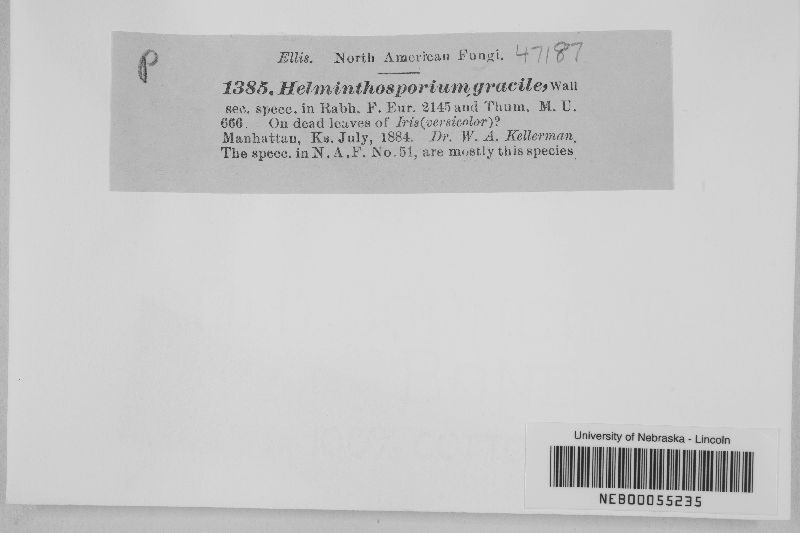 P
Ellis. North American Fungi. 47187
1385. Helminthosporium gracile, Wall
sec. specc. in Rabh. F. Eur. 2145 and Thum. M. U.
666. On dead leaves of Iris (versicolor)?
Manhattan, Ks. July, 1884. Dr. W. A. Kellerman.
The specc. in N. A. F. No. 51, are mostly this species.
University of Nebraska - Lincoln
NEB00055235